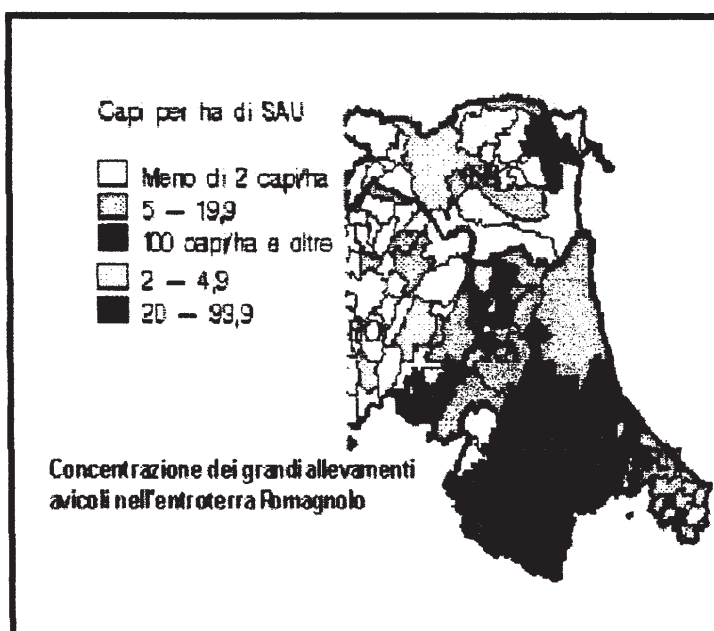 Capi per ha di SAU
Meno di 2 capi/ha
5 – 19,9
100 capi/ha e oltre
2 – 4,9
20 – 99,9
Concentrazione dei grandi allevamenti
avicoli nell'entroterra Romagnolo